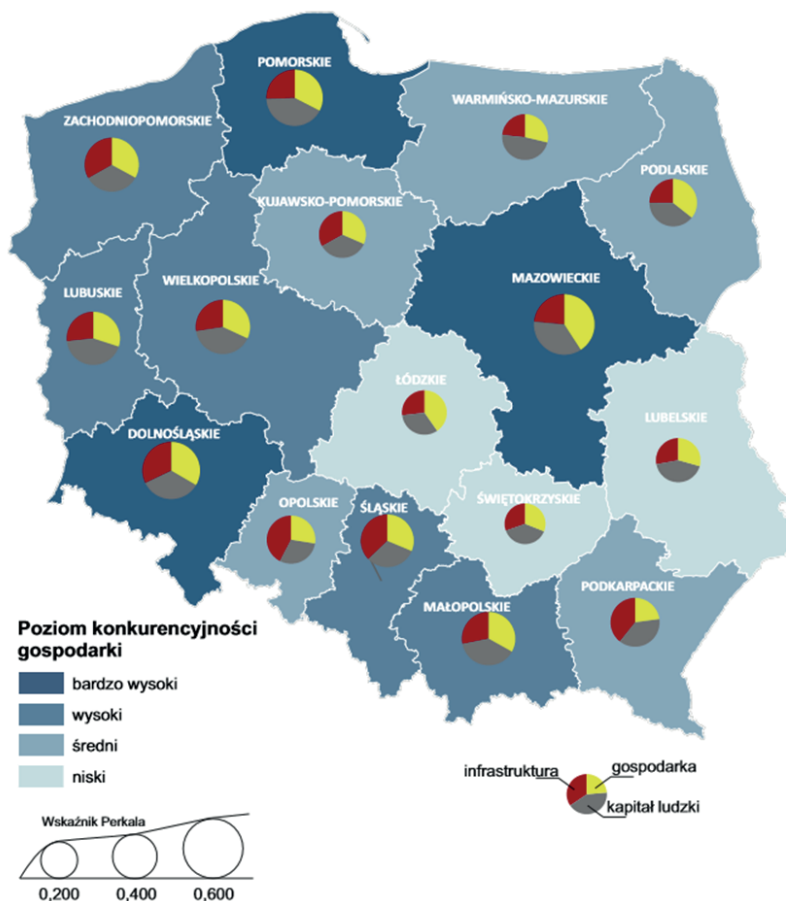 POMORSKIE
WARMIŃSKO-MAZURSKIE
ZACHODNIOPOMORSKIE
PODLASKIE
KUJAWSKO-POMORSKIE
MAZOWIECKIE
WIELKOPOLSKIE
LUBUSKIE
ŁÓDZKIE
LUBELSKIE
DOLNOŚLĄSKIE
ŚWIĘTOKRZYSKIE
OPOLSKIE
ŚLĄSKIE
PODKARPACKIE
MAŁOPOLSKIE
Poziom konkurencyjności
gospodarki
bardzo wysoki
wysoki
średni
niski
infrastruktura
gospodarka
kapitał ludzki
Wskaźnik Perkala
0,200 0,400 0,600